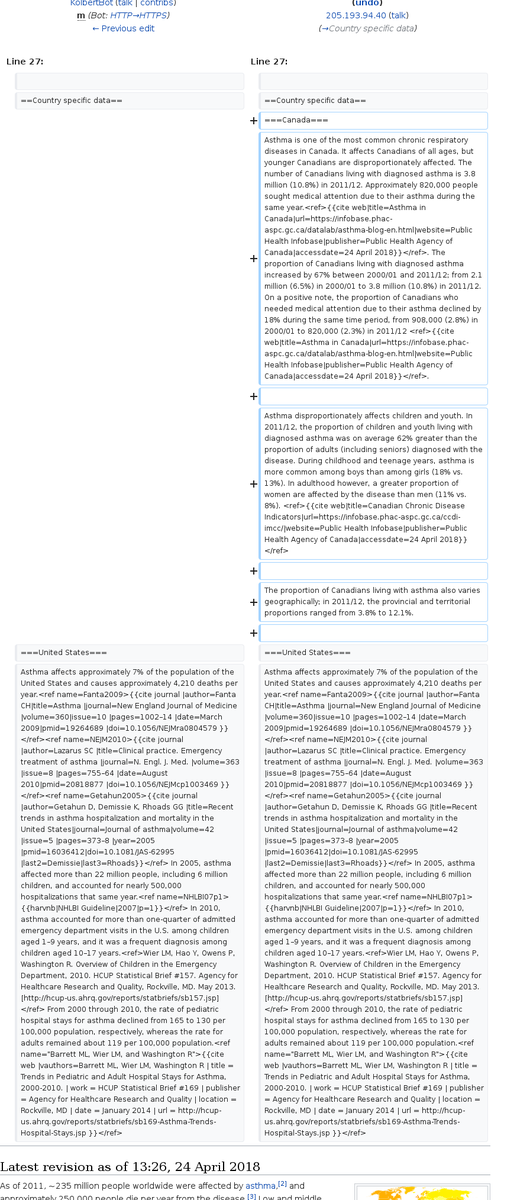 KolbertBot (talk | contribs)
m (Bot: HTTP→HTTPS)
← Previous edit
(undo)
205.193.94.40 (talk)
(→Country specific data)
Line 27:
Line 27:
==Country specific data==
==Country specific data==
+ ===Canada===
+ Asthma is one of the most common chronic respiratory
diseases in Canada. It affects Canadians of all ages, but
younger Canadians are disproportionately affected. The
number of Canadians living with diagnosed asthma is 3.8
million (10.8%) in 2011/12. Approximately 820,000 people
sought medical attention due to their asthma during the
same year.<ref>{{cite web|title=Asthma in
Canada|url=https://infobase.phac-
aspc.gc.ca/datalab/asthma-blog-en.html|website=Public
Health Infobase|publisher=Public Health Agency of
Canada|accessdate=24 April 2018}}</ref>. The
proportion of Canadians living with diagnosed asthma
increased by 67% between 2000/01 and 2011/12; from 2.1
million (6.5%) in 2000/01 to 3.8 million (10.8%) in 2011/12.
On a positive note, the proportion of Canadians who
needed medical attention due to their asthma declined by
18% during the same time period, from 908,000 (2.8%) in
2000/01 to 820,000 (2.3%) in 2011/12 <ref>{{cite
web|title=Asthma in Canada|url=https://infobase.phac-
aspc.gc.ca/datalab/asthma-blog-en.html|website=Public
Health Infobase|publisher=Public Health Agency of
Canada|accessdate=24 April 2018}}</ref>.
+
+ Asthma disproportionately affects children and youth. In
2011/12, the proportion of children and youth living with
diagnosed asthma was on average 62% greater than the
proportion of adults (including seniors) diagnosed with the
disease. During childhood and teenage years, asthma is
more common among boys than among girls (18% vs.
13%). In adulthood however, a greater proportion of
women are affected by the disease than men (11% vs.
8%). <ref>{{cite web|title=Canadian Chronic Disease
Indicators|url=https://infobase.phac-aspc.gc.ca/ccdi-
imcc/|website=Public Health Infobase|publisher=Public
Health Agency of Canada|accessdate=24 April 2018}}
</ref>
+
+ The proportion of Canadians living with asthma also varies
geographically; in 2011/12, the provincial and territorial
proportions ranged from 3.8% to 12.1%.
+
===United States===
===United States===
Asthma affects approximately 7% of the population of the
United States and causes approximately 4,210 deaths per
year.<ref name=Fanta2009>{{cite journal |author=Fanta
CH|title=Asthma |journal=New England Journal of Medicine
|volume=360|issue=10 |pages=1002–14 |date=March
2009|pmid=19264689 |doi=10.1056/NEJMra0804579 }}
</ref><ref name=NEJM2010>{{cite journal
|author=Lazarus SC |title=Clinical practice. Emergency
treatment of asthma |journal=N. Engl. J. Med. |volume=363
|issue=8 |pages=755–64 |date=August
2010|pmid=20818877 |doi=10.1056/NEJMcp1003469 }}
</ref><ref name=Getahun2005>{{cite journal
|author=Getahun D, Demissie K, Rhoads GG |title=Recent
trends in asthma hospitalization and mortality in the
United States|journal=Journal of asthma|volume=42
|issue=5 |pages=373–8 |year=2005
|pmid=16036412|doi=10.1081/JAS-62995
|last2=Demissie|last3=Rhoads}}</ref> In 2005, asthma
affected more than 22 million people, including 6 million
children, and accounted for nearly 500,000
hospitalizations that same year.<ref name=NHLBI07p1>
{{harvnb|NHLBI Guideline|2007|p=1}}</ref> In 2010,
asthma accounted for more than one-quarter of admitted
emergency department visits in the U.S. among children
aged 1–9 years, and it was a frequent diagnosis among
children aged 10–17 years.<ref>Wier LM, Hao Y, Owens P,
Washington R. Overview of Children in the Emergency
Department, 2010. HCUP Statistical Brief #157. Agency for
Healthcare Research and Quality, Rockville, MD. May 2013.
[http://hcup-us.ahrq.gov/reports/statbriefs/sb157.jsp]
</ref> From 2000 through 2010, the rate of pediatric
hospital stays for asthma declined from 165 to 130 per
100,000 population, respectively, whereas the rate for
adults remained about 119 per 100,000 population.<ref
name="Barrett ML, Wier LM, and Washington R">{{cite
web |vauthors = Barrett ML, Wier LM, Washington R | title =
Trends in Pediatric and Adult Hospital Stays for Asthma,
2000-2010. | work = HCUP Statistical Brief #169 | publisher
= Agency for Healthcare Research and Quality | location =
Rockville, MD | date = January 2014 | url = http://hcup-
us.ahrq.gov/reports/statbriefs/sb169-Asthma-Trends-
Hospital-Stays.jsp }}</ref>
Asthma affects approximately 7% of the population of the
United States and causes approximately 4,210 deaths per
year.<ref name=Fanta2009>{{cite journal |author=Fanta
CH|title=Asthma |journal=New England Journal of Medicine
|volume=360|issue=10 |pages=1002–14 |date=March
2009|pmid=19264689 |doi=10.1056/NEJMra0804579 }}
</ref><ref name=NEJM2010>{{cite journal
|author=Lazarus SC |title=Clinical practice. Emergency
treatment of asthma |journal=N. Engl. J. Med. |volume=363
|issue=8 |pages=755–64 |date=August
2010|pmid=20818877 |doi=10.1056/NEJMcp1003469 }}
</ref><ref name=Getahun2005>{{cite journal
|author=Getahun D, Demissie K, Rhoads GG |title=Recent
trends in asthma hospitalization and mortality in the
United States|journal=Journal of asthma|volume=42
|issue=5 |pages=373–8 |year=2005
|pmid=16036412|doi=10.1081/JAS-62995
|last2=Demissie|last3=Rhoads}}</ref> In 2005, asthma
affected more than 22 million people, including 6 million
children, and accounted for nearly 500,000
hospitalizations that same year.<ref name=NHLBI07p1>
{{harvnb|NHLBI Guideline|2007|p=1}}</ref> In 2010,
asthma accounted for more than one-quarter of admitted
emergency department visits in the U.S. among children
aged 1–9 years, and it was a frequent diagnosis among
children aged 10–17 years.<ref>Wier LM, Hao Y, Owens P,
Washington R. Overview of Children in the Emergency
Department, 2010. HCUP Statistical Brief #157. Agency for
Healthcare Research and Quality, Rockville, MD. May 2013.
[http://hcup-us.ahrq.gov/reports/statbriefs/sb157.jsp]
</ref> From 2000 through 2010, the rate of pediatric
hospital stays for asthma declined from 165 to 130 per
100,000 population, respectively, whereas the rate for
adults remained about 119 per 100,000 population.<ref
name="Barrett ML, Wier LM, and Washington R">{{cite
web |vauthors = Barrett ML, Wier LM, Washington R | title =
Trends in Pediatric and Adult Hospital Stays for Asthma,
2000-2010. | work = HCUP Statistical Brief #169 | publisher
= Agency for Healthcare Research and Quality | location =
Rockville, MD | date = January 2014 | url = http://hcup-
us.ahrq.gov/reports/statbriefs/sb169-Asthma-Trends-
Hospital-Stays.jsp }}</ref>
Latest revision as of 13:26, 24 April 2018
As of 2011, ~235 million people worldwide were affected by asthma,[2] and
approximately 250,000 people die per year from the disease.[3] Low and middle